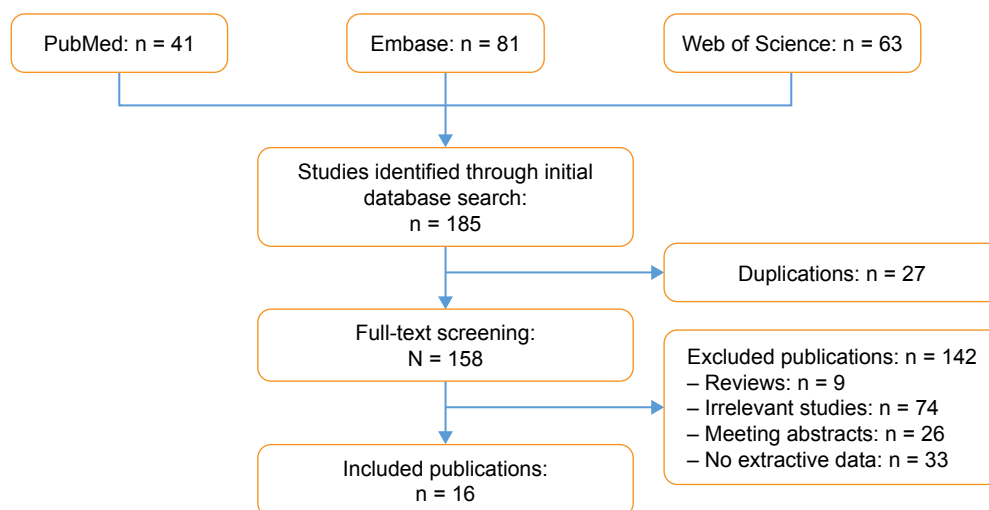 PubMed: n = 41
Embase: n = 81
Web of Science: n = 63
Studies identified through initial
database search:
n = 185
Duplications: n = 27
Full-text screening:
N = 158
Excluded publications: n = 142
– Reviews: n = 9
– Irrelevant studies: n = 74
– Meeting abstracts: n = 26
– No extractive data: n = 33
Included publications:
n = 16